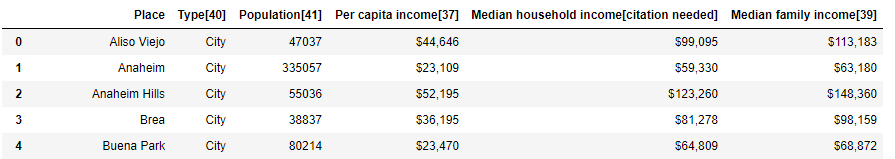 Place Type[40] Population[41] Per capita income[37] Median household income[citation needed] Median family income[39]
0 Aliso Viejo City 47037 $44,646 $99,095 $113,183
1 Anaheim City 335057 $23,109 $59,330 $63,180
2 Anaheim Hills City 55036 $52,195 $123,260 $148,360
3 Brea City 38837 $36,195 $81,278 $98,159
4 Buena Park City 80214 $23,470 $64,809 $68,872